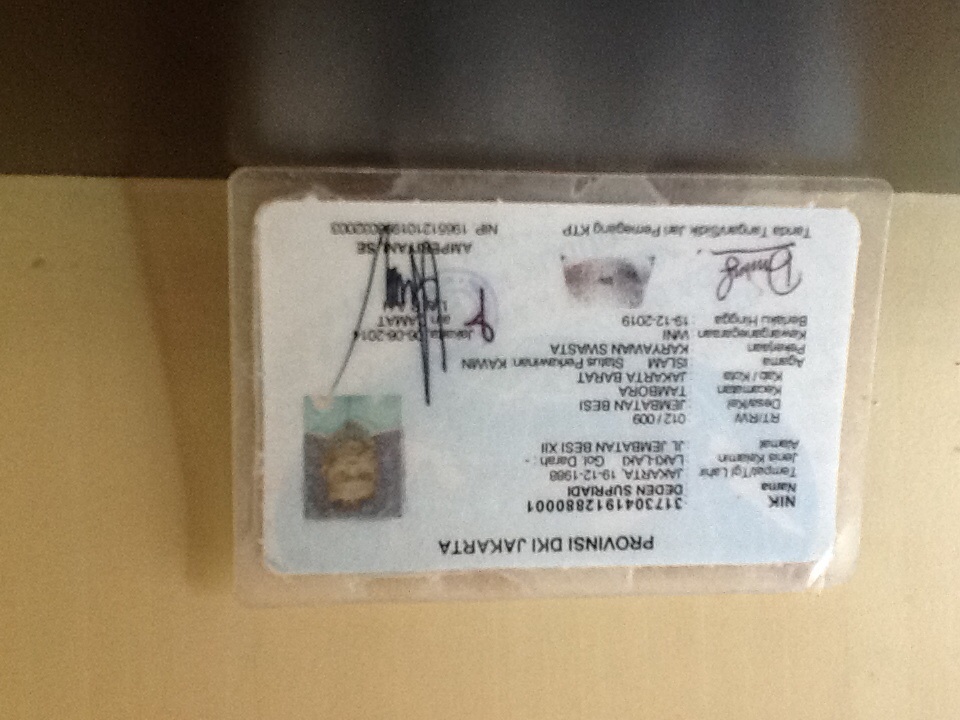 PROVINSI DKI JAKARTA
NIK : 3173041912880001
Nama : DEDEN SUPRIADI
Tempat/Tgl Lahir : JAKARTA, 19-12-1988
Jenis Kelamin : LAKI-LAKI Gol. Darah : -
Alamat : JL JEMBATAN BESI XII
RT/RW : 012 / 009
Desa/Kel : JEMBATAN BESI
Kecamatan : TAMBORA
Kab / Kota : JAKARTA BARAT
Agama : ISLAM Status Perkawinan: KAWIN
Pekerjaan : KARYAWAN SWASTA
Kewarganegaraan : WNI
Berlaku Hingga : 19-12-2019
Jakarta, 06-06-2014
a.n. CAMAT
SE
Tanda Tangan/Sidik Jari Pemegang KTP
NIP.